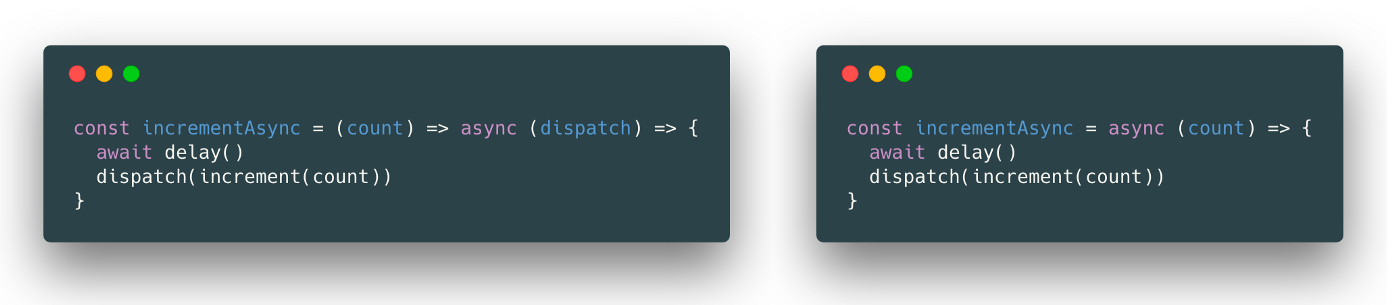 const incrementAsync = (count) => async (dispatch) => {
  await delay()
  dispatch(increment(count))
}
const incrementAsync = async (count) => {
  await delay()
  dispatch(increment(count))
}